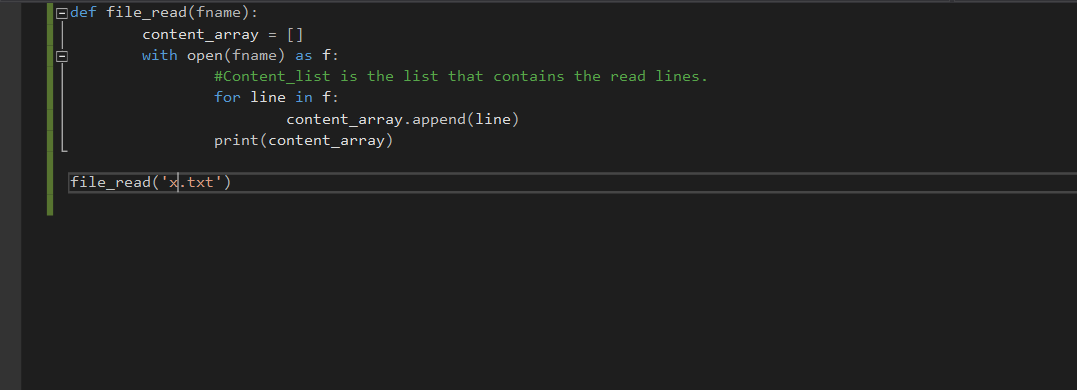 def file_read(fname):
        content_array = []
        with open(fname) as f:
                #Content_list is the list that contains the read lines.
                for line in f:
                        content_array.append(line)
                print(content_array)

file_read('x.txt')